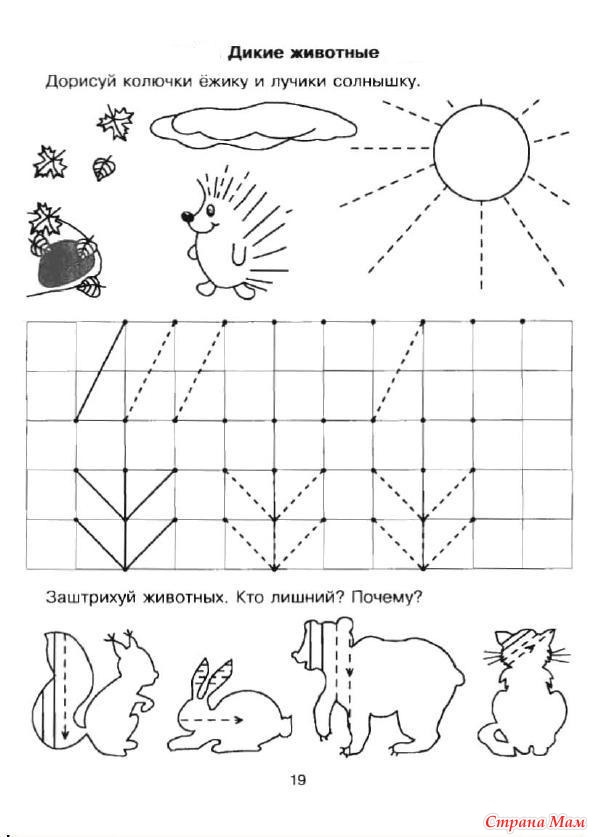 Дикие животные
Дорисуй колючки ёжику и лучики солнышку.
Заштрихуй животных. Кто лишний? Почему?
19
Страна Мам